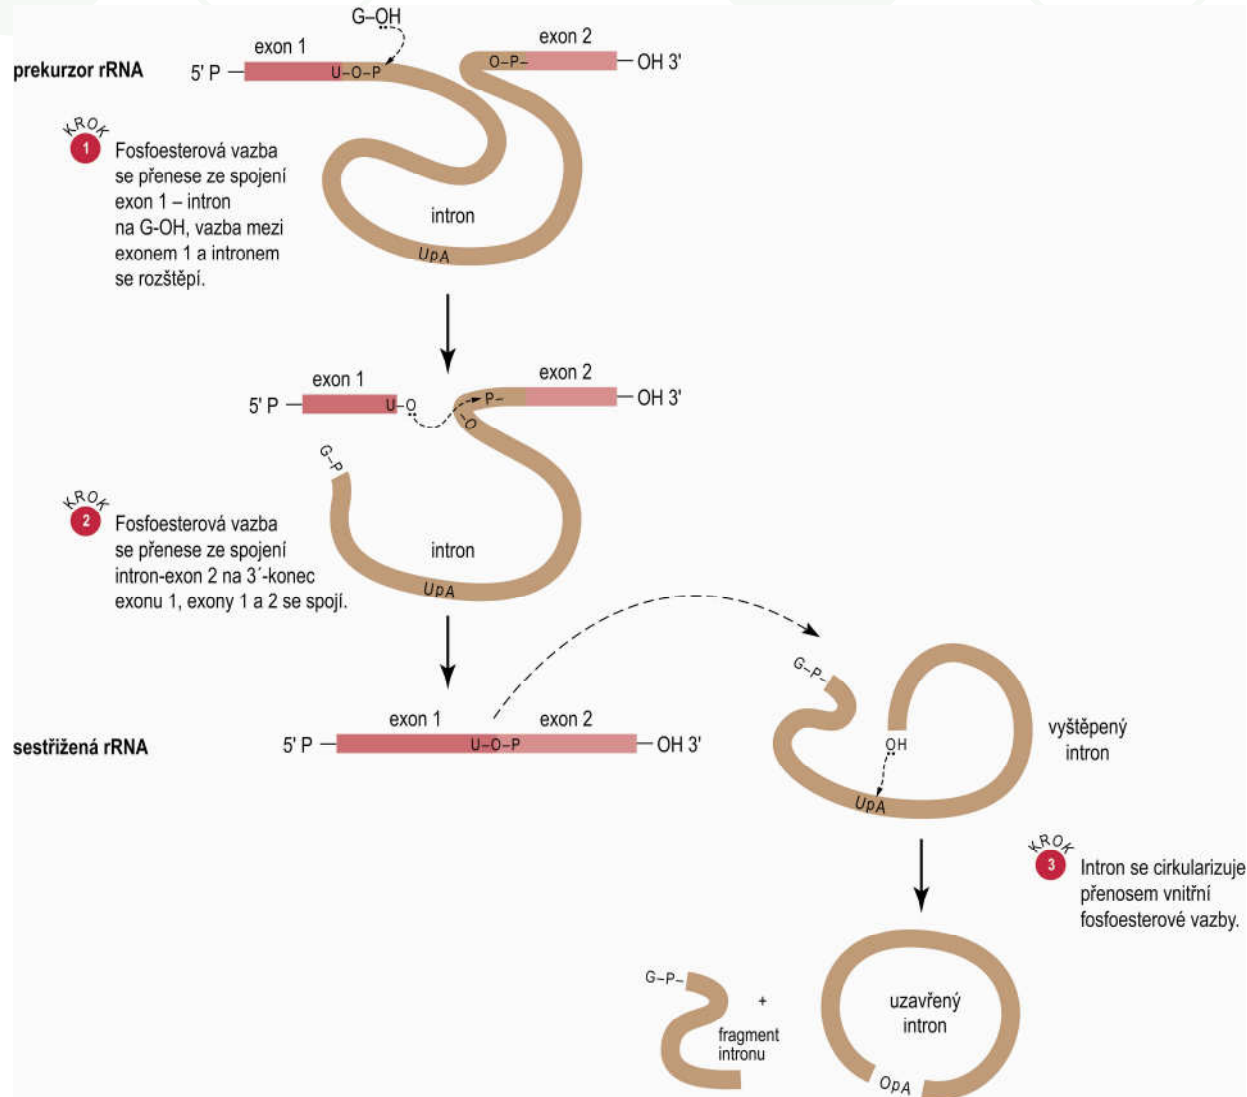 G–OH
exon 1
exon 2
prekurzor rRNA
5' P
U–O–P
O–P–
OH 3'
KROK
1
Fosfoesterová vazba
se přenese ze spojení
exon 1 – intron
na G-OH, vazba mezi
exonem 1 a intronem
se rozštěpí.
intron
UpA
exon 1
exon 2
5' P
U–O
P–
–O
OH 3'
G–P
KROK
2
Fosfoesterová vazba
se přenese ze spojení
intron-exon 2 na 3´-konec
exonu 1, exony 1 a 2 se spojí.
intron
UpA
exon 1
exon 2
sestřižená rRNA
5' P
U–O–P
OH 3'
G–P–
OH
UpA
vyštěpený
intron
KROK
3
Intron se cirkularizuje
přenosem vnitřní
fosfoesterové vazby.
G–P–
+
fragment
intronu
uzavřený
intron
OpA